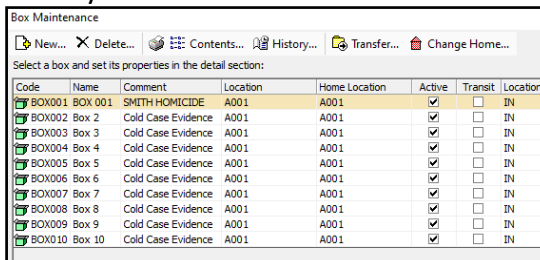 Box Maintenance
New... Delete... Contents... History... Transfer... Change Home...
Select a box and set its properties in the detail section:
Code Name Comment Location Home Location Active Transit Location
BOX001 BOX 001 SMITH HOMICIDE A001 A001 IN
BOX002 Box 2 Cold Case Evidence A001 A001 IN
BOX003 Box 3 Cold Case Evidence A001 A001 IN
BOX004 Box 4 Cold Case Evidence A001 A001 IN
BOX005 Box 5 Cold Case Evidence A001 A001 IN
BOX006 Box 6 Cold Case Evidence A001 A001 IN
BOX007 Box 7 Cold Case Evidence A001 A001 IN
BOX008 Box 8 Cold Case Evidence A001 A001 IN
BOX009 Box 9 Cold Case Evidence A001 A001 IN
BOX010 Box 10 Cold Case Evidence A001 A001 IN